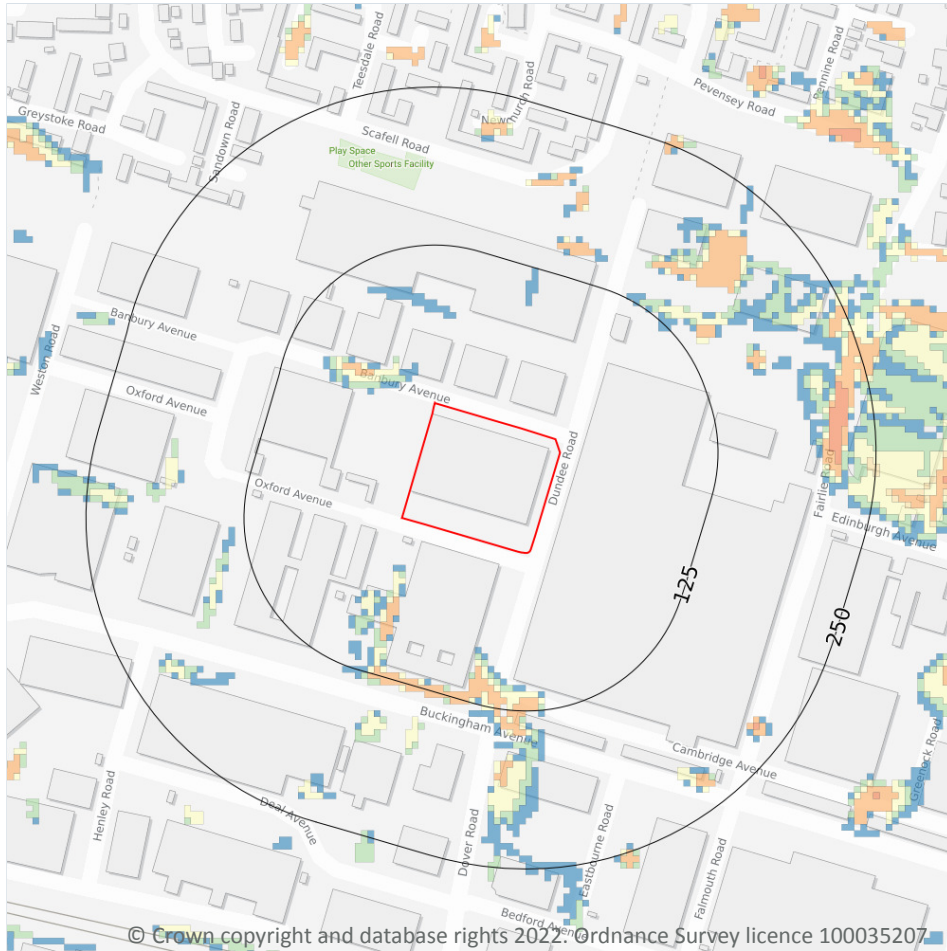 Teesdale Road
Church Road
Pevensey Road
Pennine Road
Greystoke Road
Sandown Road
Scafell Road
Newc
Play Space
Other Sports Facility
Banbury Avenue
Weston Road
Oxford Avenue
Banbury Avenue
Dundee Road
Fairlie Road
Oxford Avenue
Edinburgh Avenue
125
250
Buckingham Avenue
Cambridge Avenue
Greenock Road
Henley Road
Deal Avenue
Dover Road
Eastbourne Road
Falmouth Road
Bedford Avenue
© Crown copyright and database rights 2022. Ordnance Survey licence 100035207